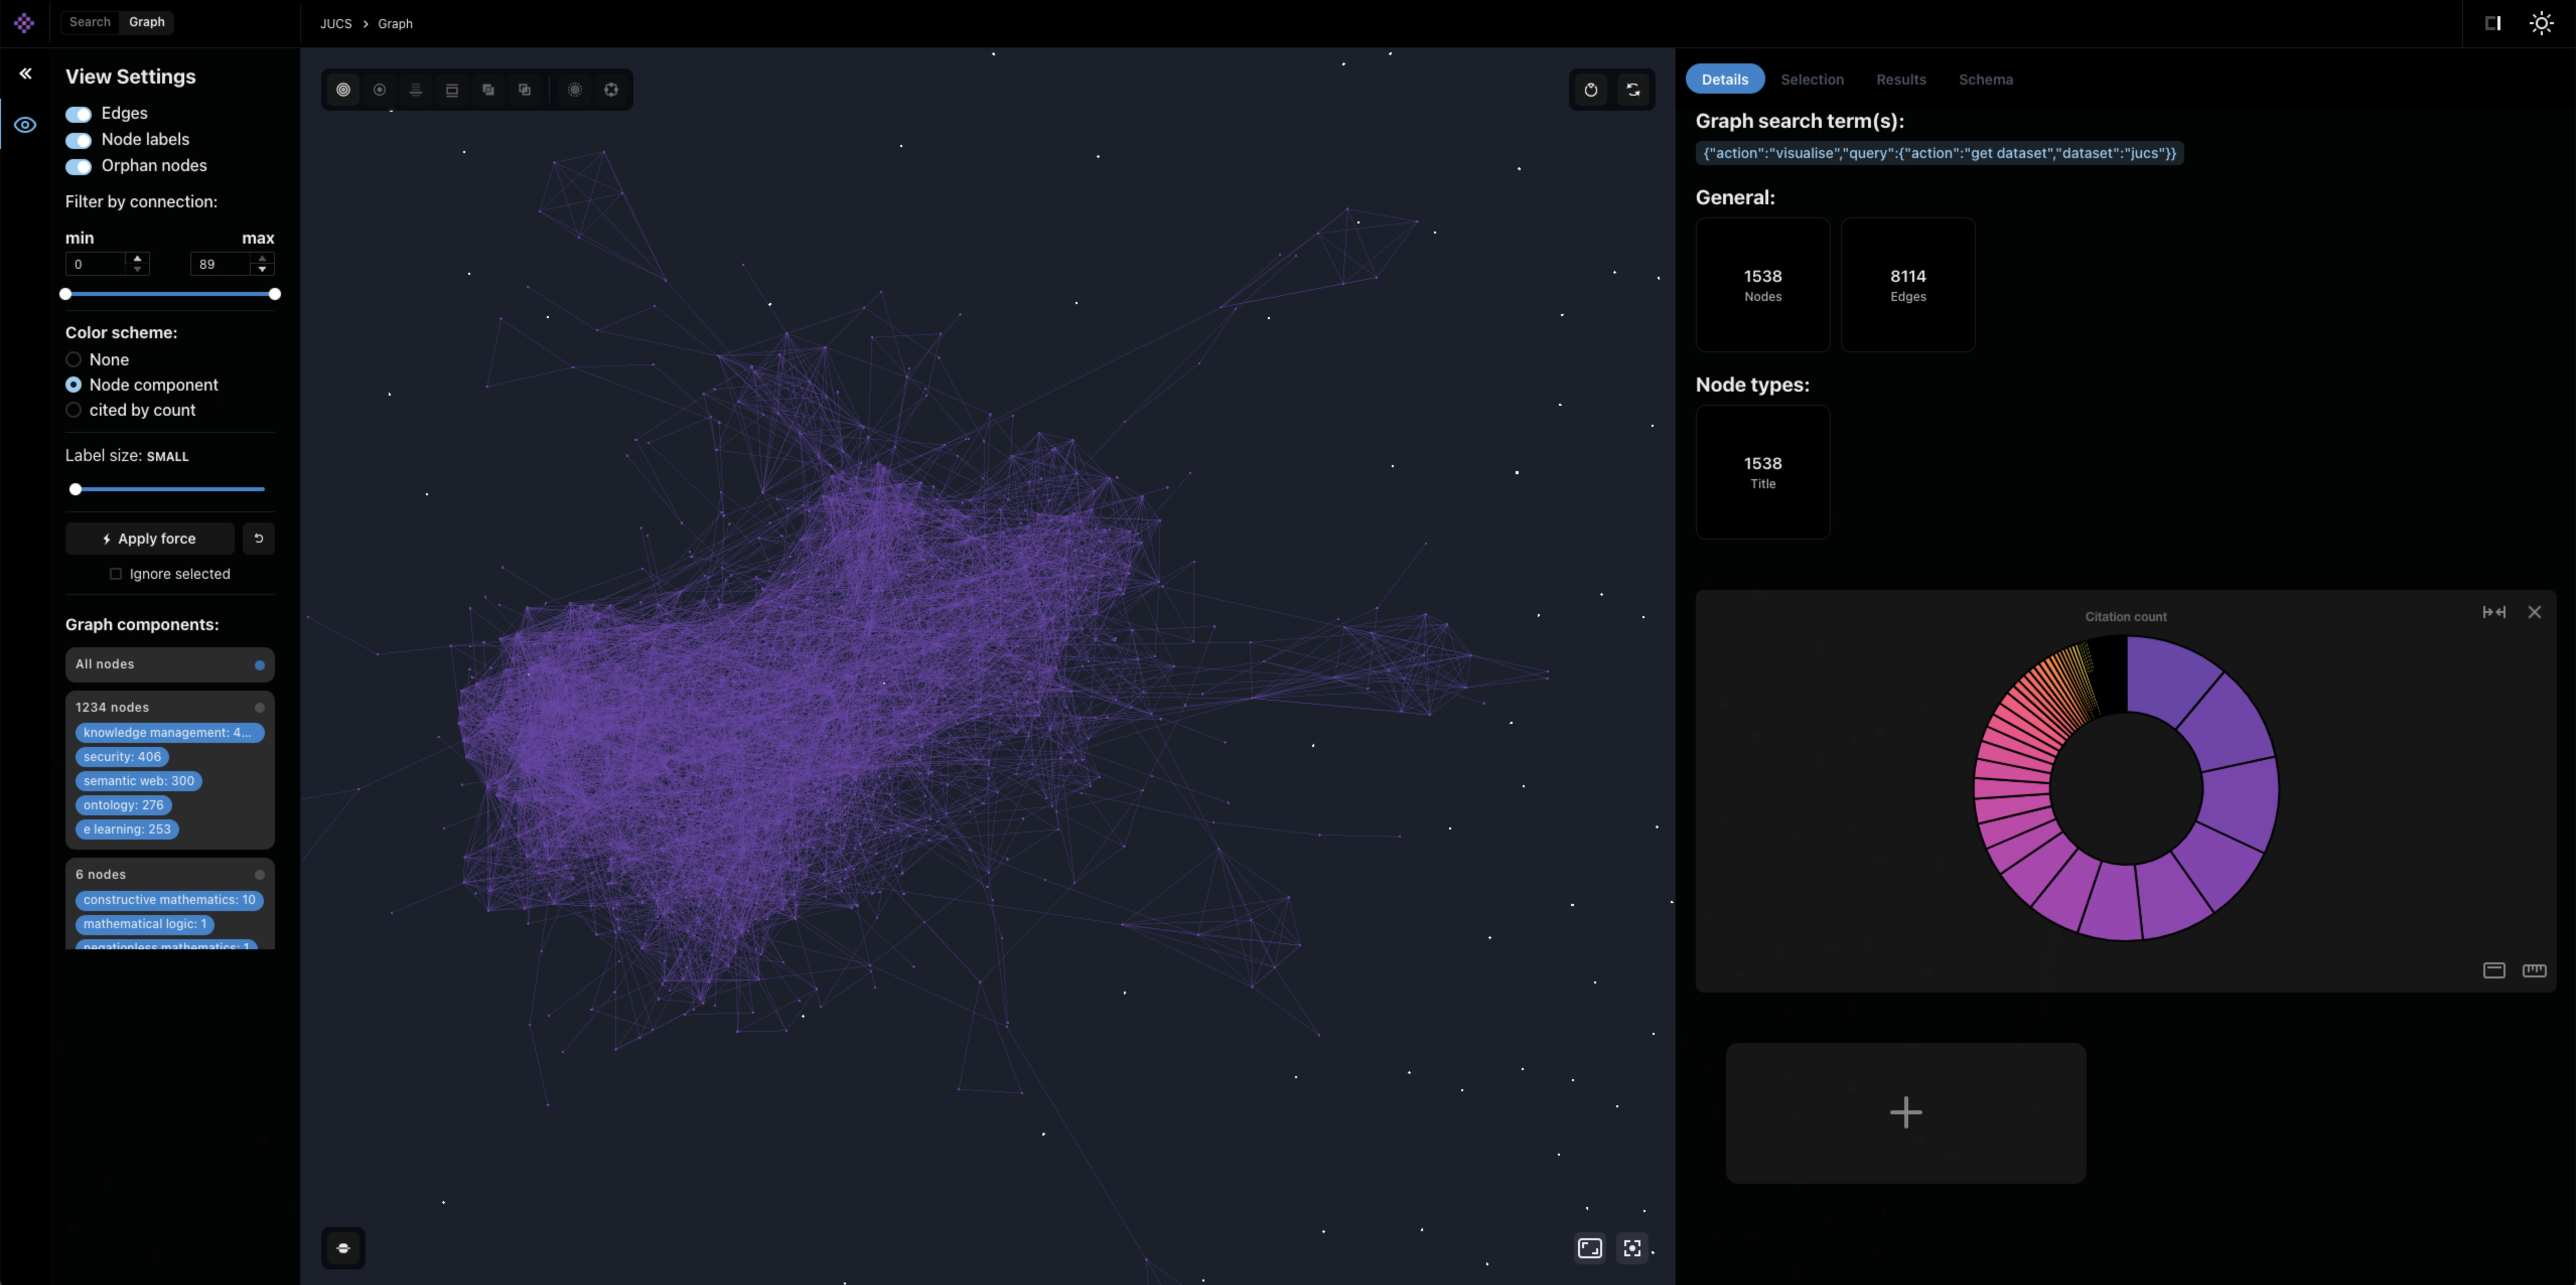 Search Graph
JUCS > Graph
View Settings
Edges
Node labels
Orphan nodes
Filter by connection:
min max
0 89
Color scheme:
None
Node component
cited by count
Label size: SMALL
Apply force
Ignore selected
Graph components:
All nodes
1234 nodes
knowledge management: 4...
security: 406
semantic web: 300
ontology: 276
e learning: 253
6 nodes
constructive mathematics: 10
mathematical logic: 1
negationless mathematics: 1
Details Selection Results Schema
Graph search term(s):
{"action":"visualise","query":{"action":"get dataset","dataset":"jucs"}}
General:
1538
Nodes
8114
Edges
Node types:
1538
Title
Citation count